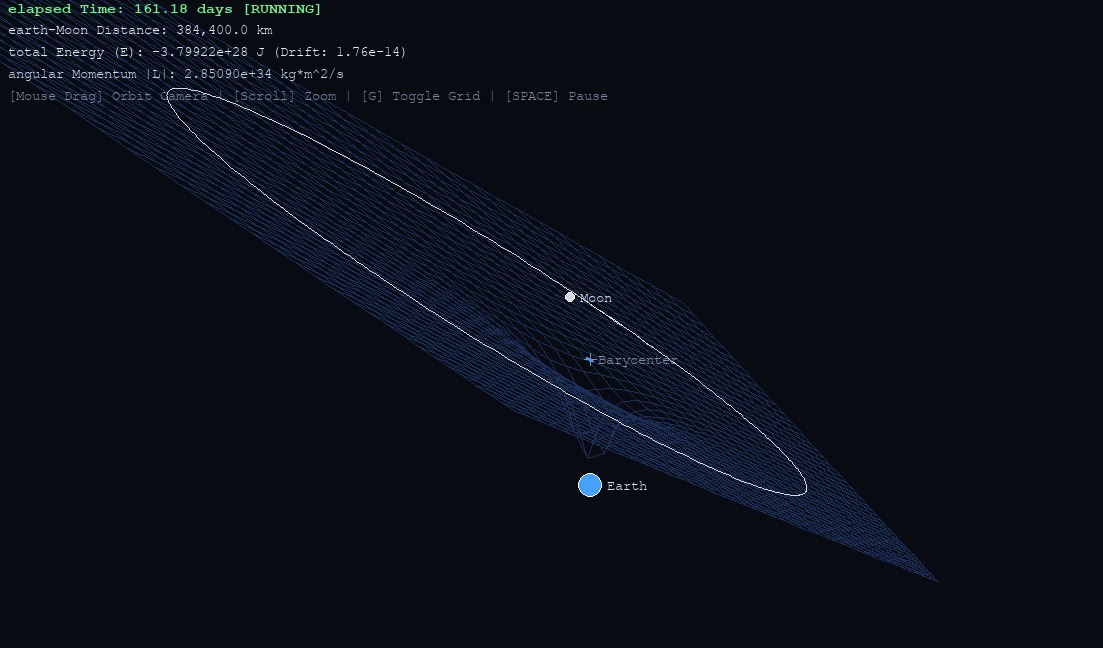 elapsed Time: 161.18 days [RUNNING]
earth-Moon Distance: 384,400.0 km
total Energy (E): -3.79922e+28 J (Drift: 1.76e-14)
angular Momentum |L|: 2.85090e+34 kg*m^2/s
[Mouse Drag] Orbit Camera | [Scroll] Zoom | [G] Toggle Grid | [SPACE] Pause
Moon
Barycenter
Earth